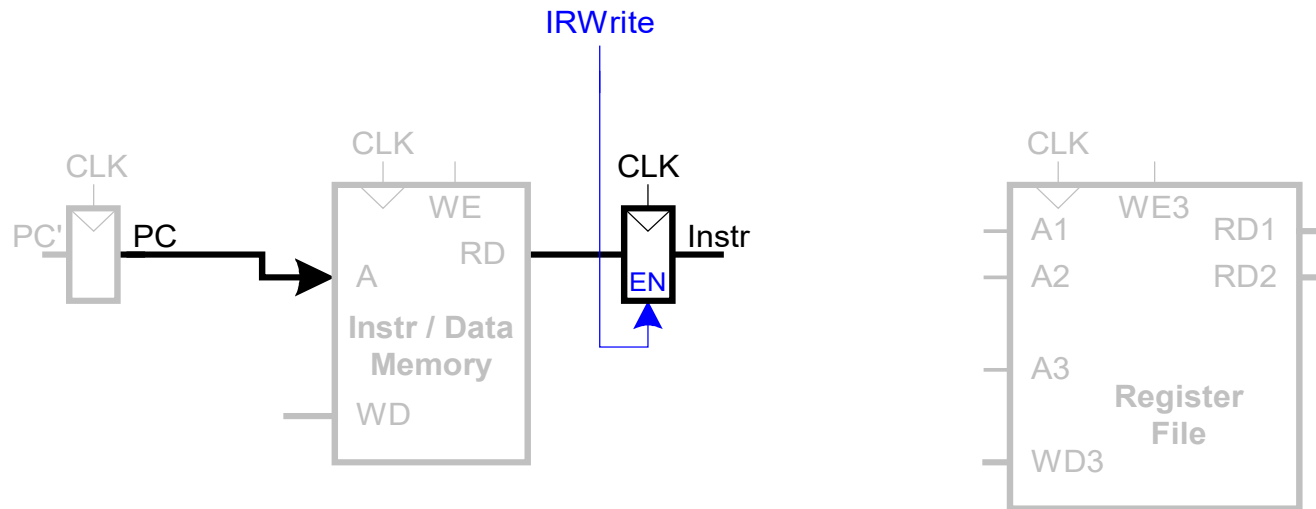 IRWrite
CLK
CLK
CLK
CLK
PC'
PC
WE
RD
A
Instr / Data
Memory
WD
EN
Instr
WE3
A1
RD1
A2
RD2
A3
Register
File
WD3